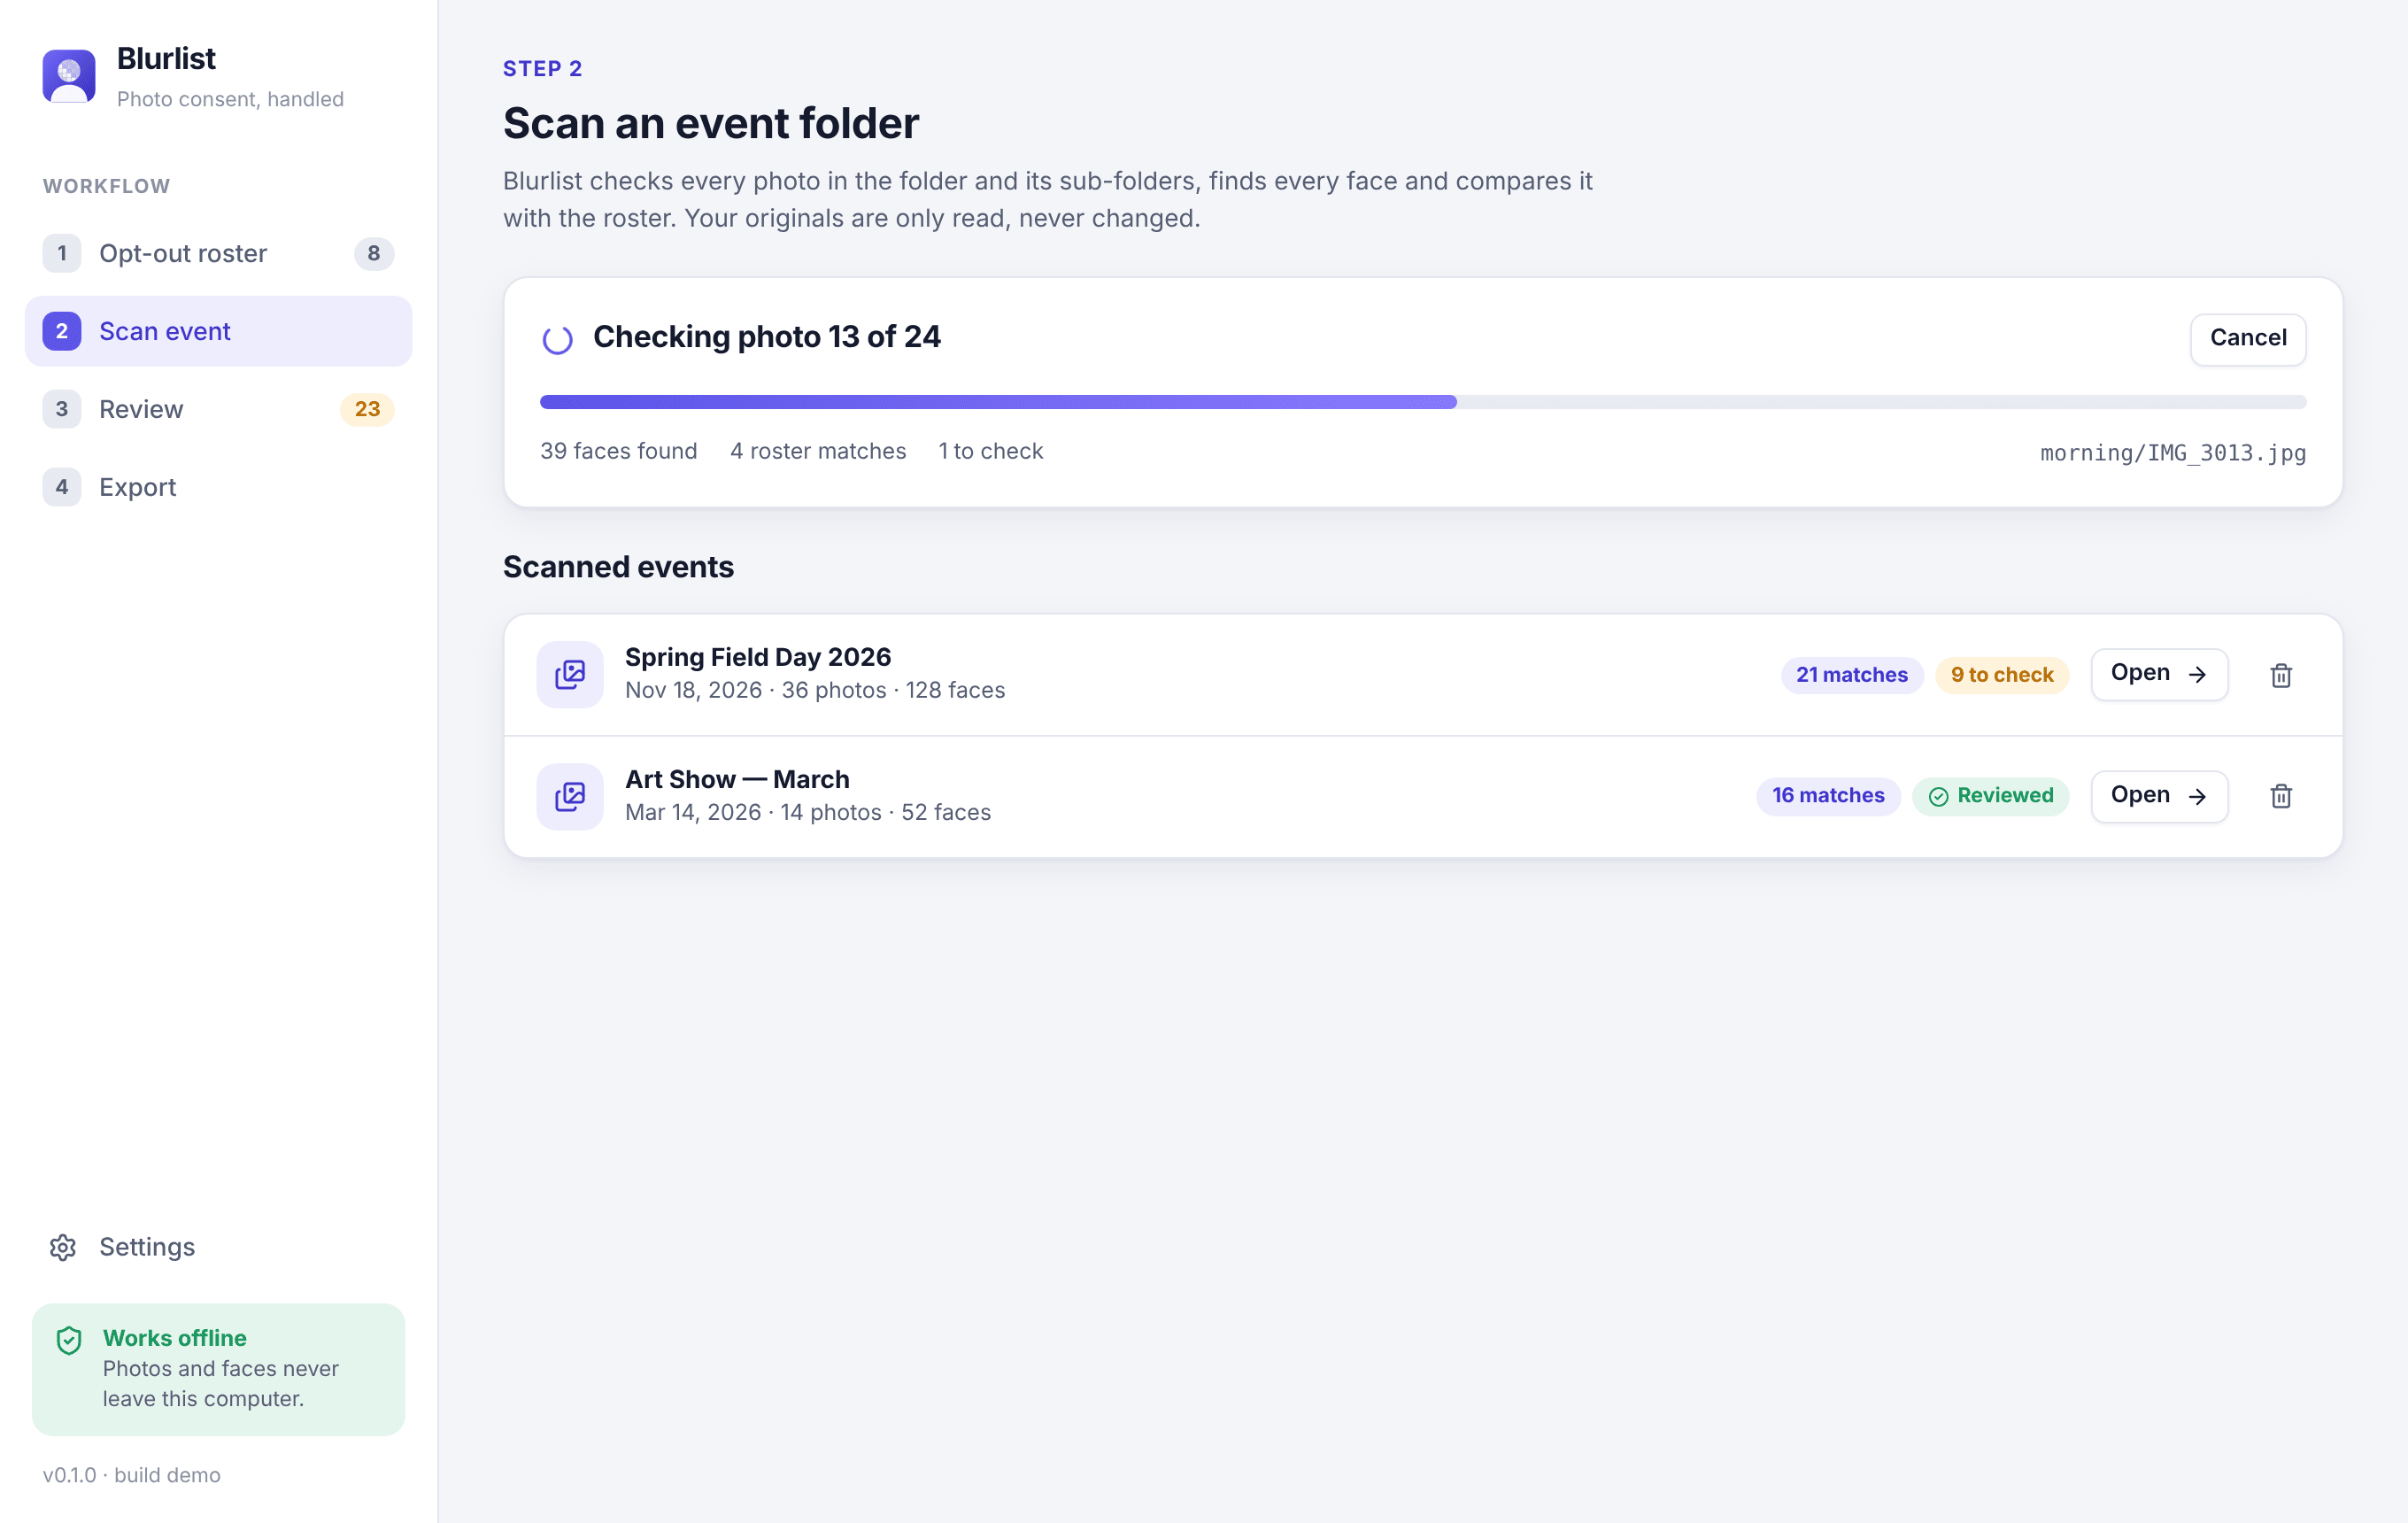 Blurlist
Photo consent, handled
WORKFLOW
1 Opt-out roster 8
2 Scan event
3 Review 23
4 Export
Settings
Works offline
Photos and faces never
leave this computer.
v0.1.0 · build demo
STEP 2
Scan an event folder
Blurlist checks every photo in the folder and its sub-folders, finds every face and compares it
with the roster. Your originals are only read, never changed.
Checking photo 13 of 24 Cancel
39 faces found 4 roster matches 1 to check morning/IMG_3013.jpg
Scanned events
Spring Field Day 2026
Nov 18, 2026 · 36 photos · 128 faces
21 matches 9 to check Open
Art Show — March
Mar 14, 2026 · 14 photos · 52 faces
16 matches Reviewed Open